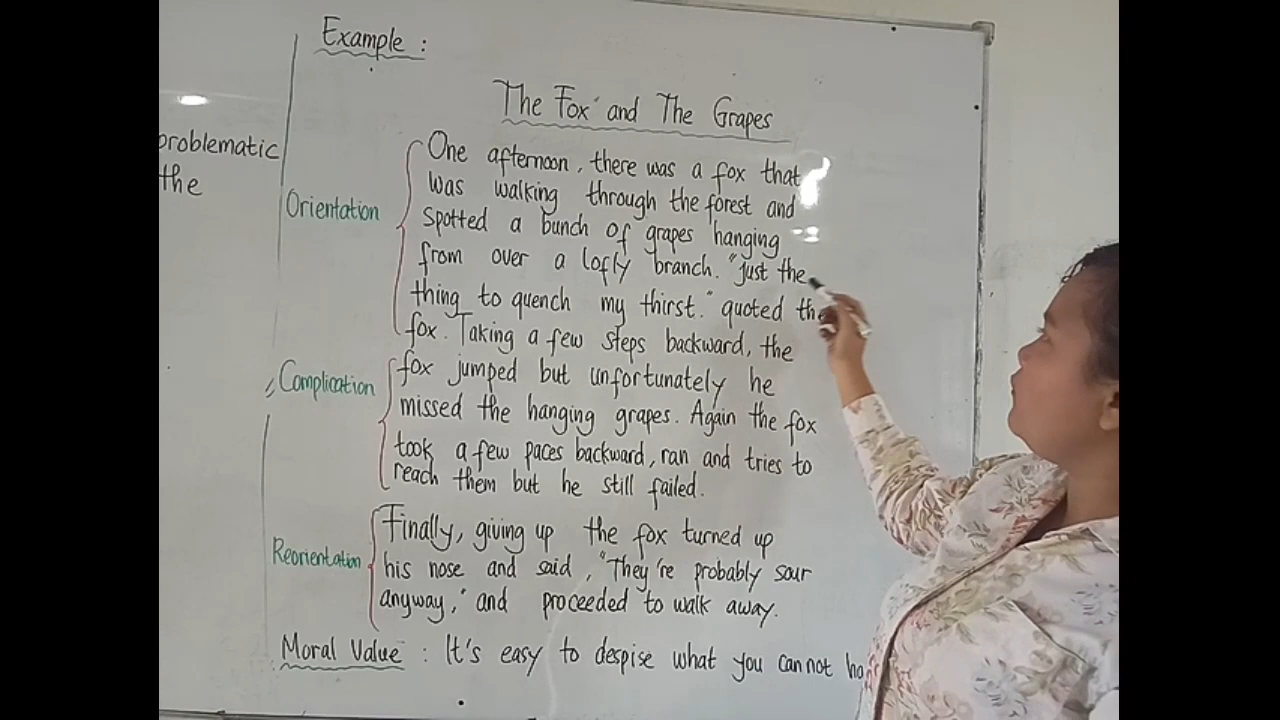 Example :
The Fox and The Grapes
problematic
the
Orientation
One afternoon, there was a fox that
was walking through the forest and
spotted a bunch of grapes hanging
from over a lofly branch. "Just the
thing to quench my thirst." quoted the
fox. Taking a few steps backward, the
Complication
fox jumped but unfortunately he
missed the hanging grapes. Again the fox
took a few paces backward, ran and tries to
reach them but he still failed.
Reorientation
Finally, giving up the fox turned up
his nose and said, "They're probably sour
anyway," and proceeded to walk away.
Moral Value : It's easy to despise what you cannot